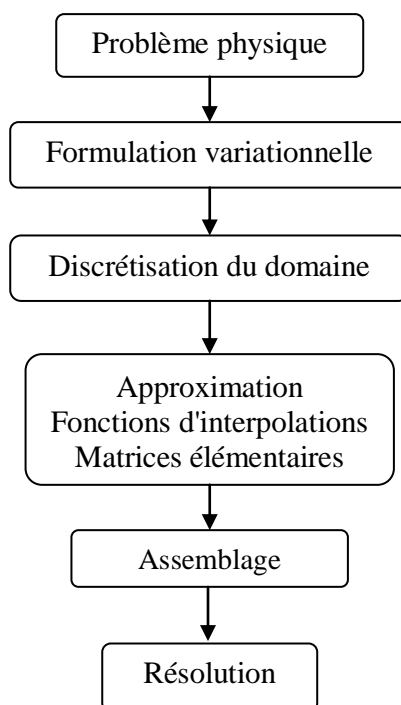 Problème physique
Formulation variationnelle
Discrétisation du domaine
Approximation
Fonctions d'interpolations
Matrices élémentaires
Assemblage
Résolution